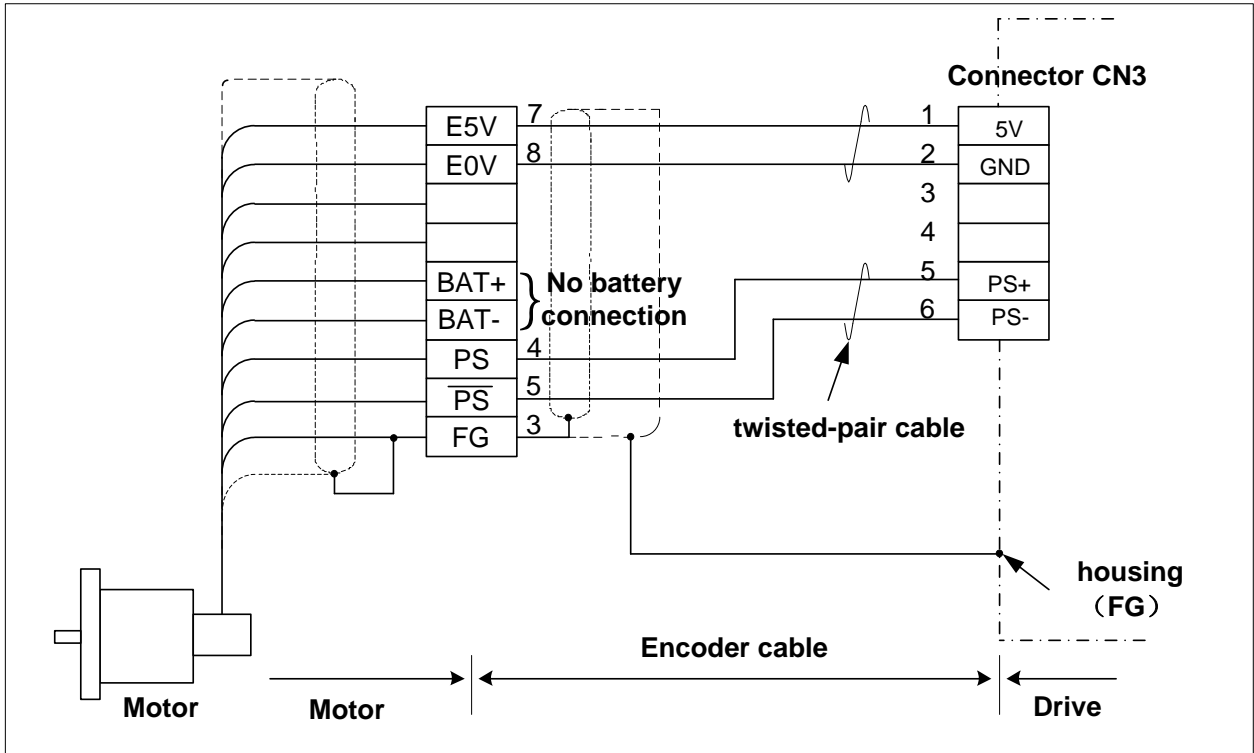 Connector CN3
E5V 7 1 5V
E0V 8 2 GND
3
4
BAT+ No battery 5 PS+
BAT- connection 6 PS-
PS 4
P̅S̅ 5
FG 3 twisted-pair cable
housing
（FG）
Encoder cable
Motor Motor Drive